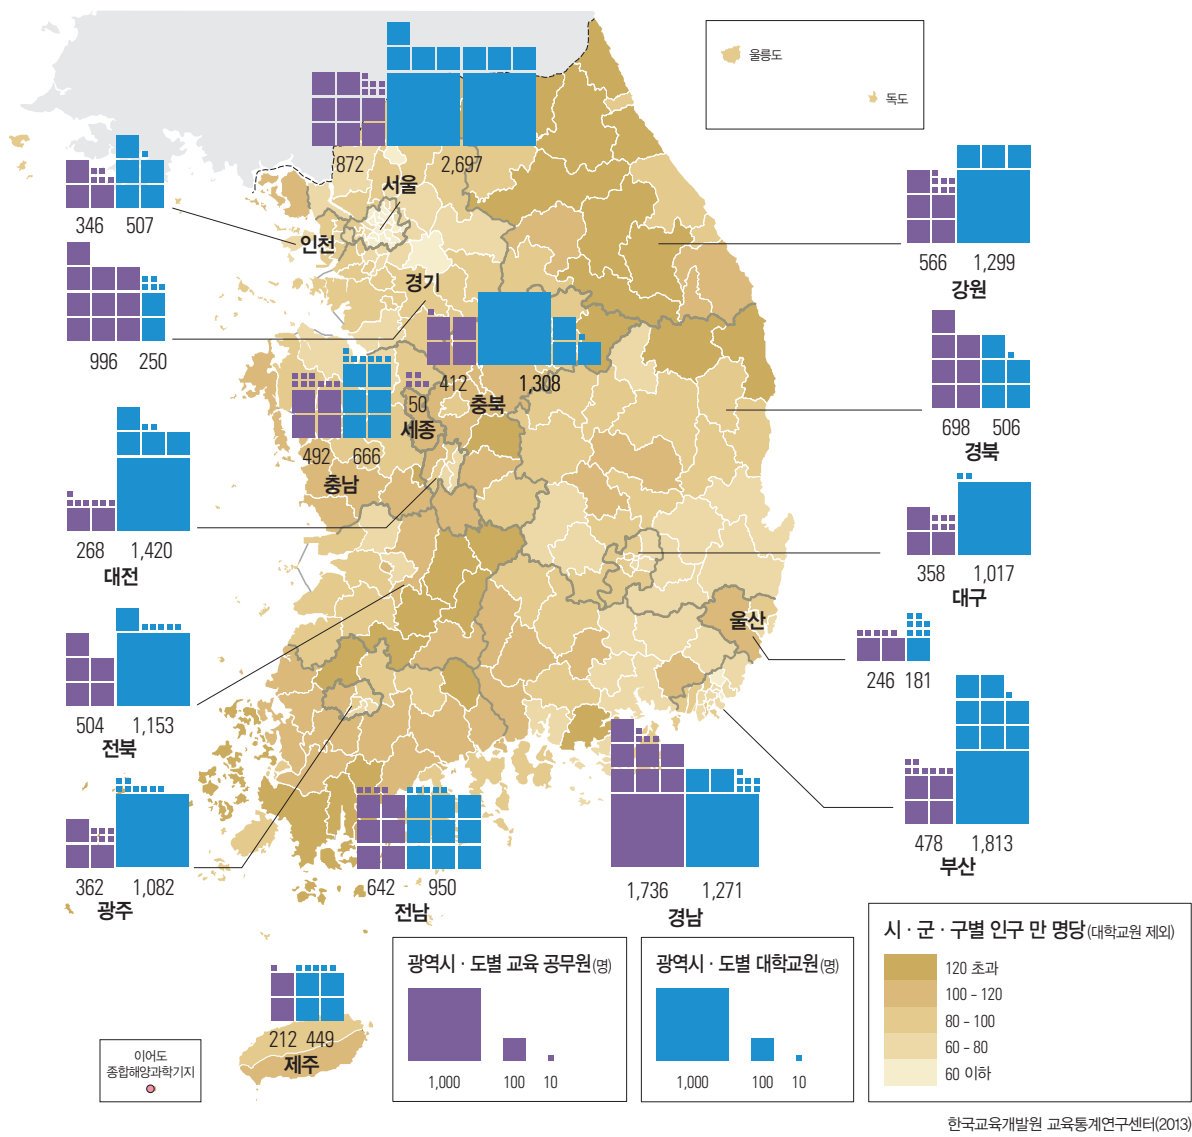 울릉도
독도
872 2,697
서울
346 507
인천
996 250
경기
566 1,299
강원
412 1,308
충북
50
세종
492 666
충남
698 506
경북
268 1,420
대전
358 1,017
대구
울산
246 181
504 1,153
전북
478 1,813
부산
362 1,082
광주
642 950
전남
1,736 1,271
경남
212 449
제주
이어도
종합해양과학기지
광역시 · 도별 교육 공무원(명)
1,000 100 10
광역시 · 도별 대학교원(명)
1,000 100 10
시 · 군 · 구별 인구 만 명당(대학교원 제외)
120 초과
100 - 120
80 - 100
60 - 80
60 이하
한국교육개발원 교육통계연구센터(2013)